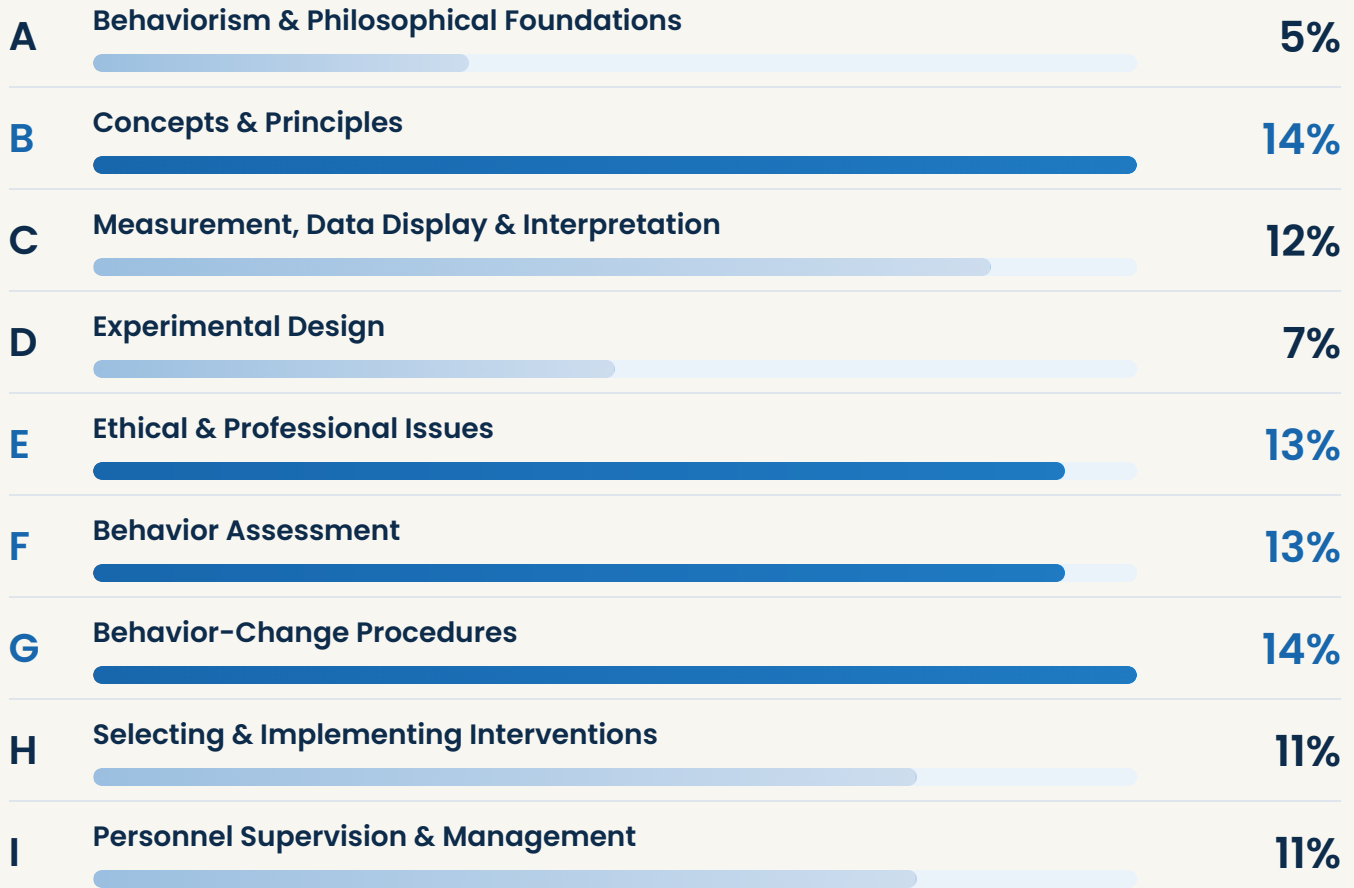 A Behaviorism & Philosophical Foundations 5%
B Concepts & Principles 14%
C Measurement, Data Display & Interpretation 12%
D Experimental Design 7%
E Ethical & Professional Issues 13%
F Behavior Assessment 13%
G Behavior-Change Procedures 14%
H Selecting & Implementing Interventions 11%
I Personnel Supervision & Management 11%